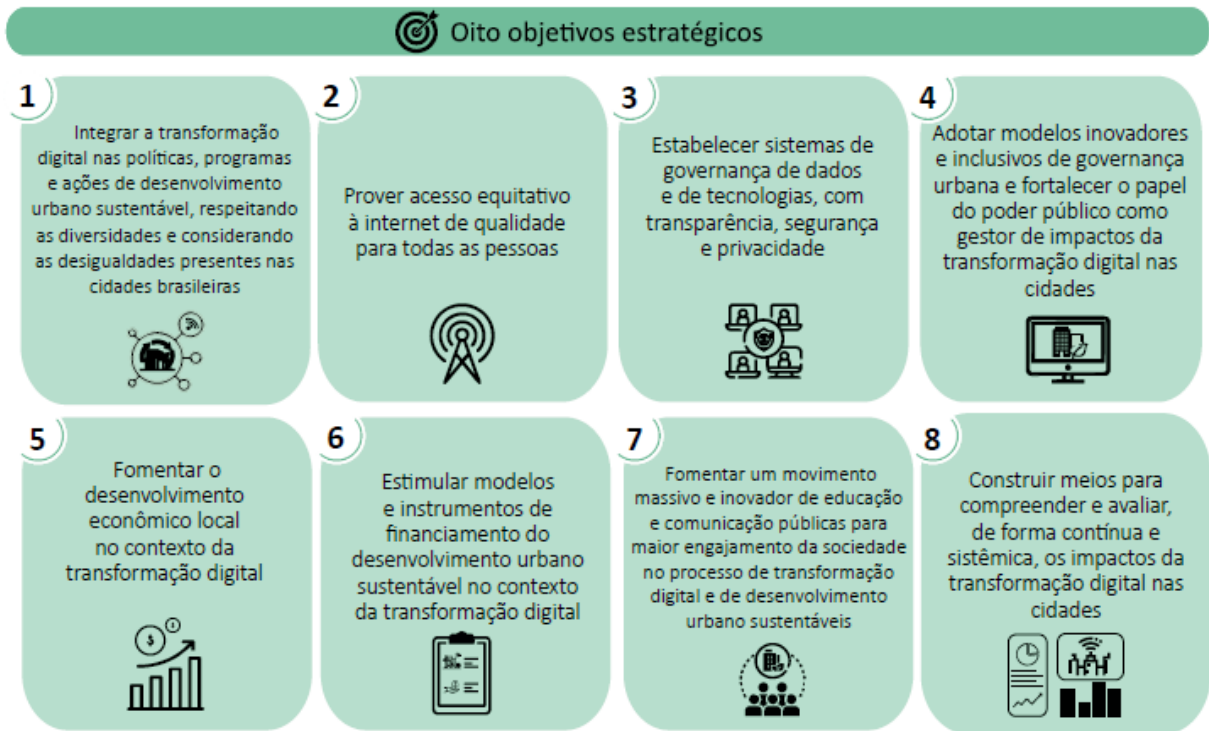 Oito objetivos estratégicos
1
Integrar a transformação
digital nas políticas, programas
e ações de desenvolvimento
urbano sustentável, respeitando
as diversidades e considerando
as desigualdades presentes nas
cidades brasileiras
2
Prover acesso equitativo
à internet de qualidade
para todas as pessoas
3
Estabelecer sistemas de
governança de dados
e de tecnologias, com
transparência, segurança
e privacidade
4
Adotar modelos inovadores
e inclusivos de governança
urbana e fortalecer o papel
do poder público como
gestor de impactos da
transformação digital nas
cidades
5
Fomentar o
desenvolvimento
econômico local
no contexto da
transformação digital
6
Estimular modelos
e instrumentos de
financiamento do
desenvolvimento urbano
sustentável no contexto
da transformação digital
7
Fomentar um movimento
massivo e inovador de educação
e comunicação públicas para
maior engajamento da sociedade
no processo de transformação
digital e de desenvolvimento
urbano sustentáveis
8
Construir meios para
compreender e avaliar,
de forma contínua e
sistêmica, os impactos da
transformação digital nas
cidades